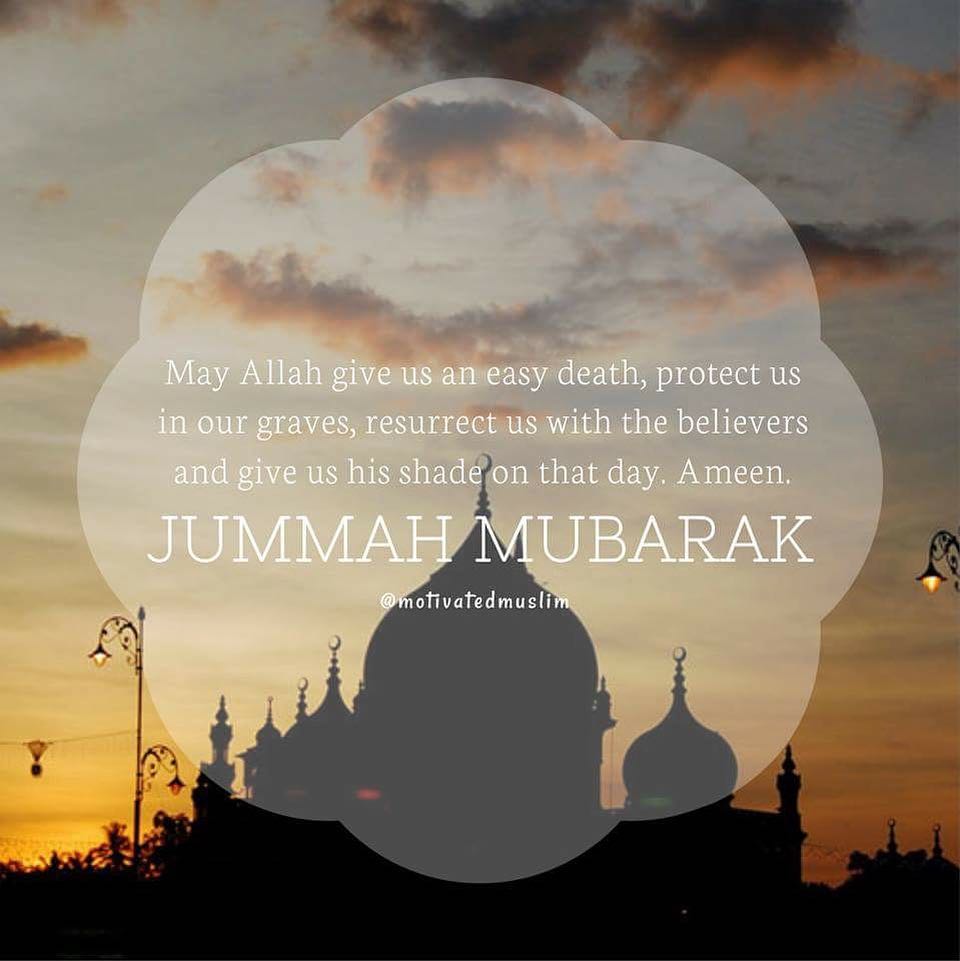 May Allah give us an easy death, protect us
in our graves, resurrect us with the believers
and give us his shade on that day. Ameen.
JUMMAH MUBARAK
@motivatedmuslim